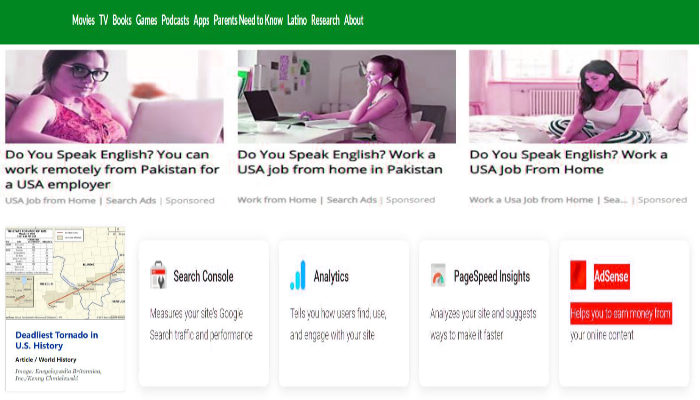 Movies TV Books Games Podcasts Apps Parents Need to Know Latino Research About
Do You Speak English? You can
work remotely from Pakistan for
a USA employer
USA Job from Home | Search Ads | Sponsored
Do You Speak English? Work a
USA job from home in Pakistan
Work from Home | Search Ads | Sponsored
Do You Speak English? Work a
USA Job From Home
Work a Usa Job from Home | Sea... | Sponsored
Deadliest Tornado in
U.S. History
Article / World History
Image: Encyclopaedia Britannica,
Inc./Kenny Chmielewski
Search Console
Measures your site's Google
Search traffic and performance
Analytics
Tells you how users find, use,
and engage with your site
PageSpeed Insights
Analyzes your site and suggests
ways to make it faster
AdSense
Helps you to earn money from
your online content